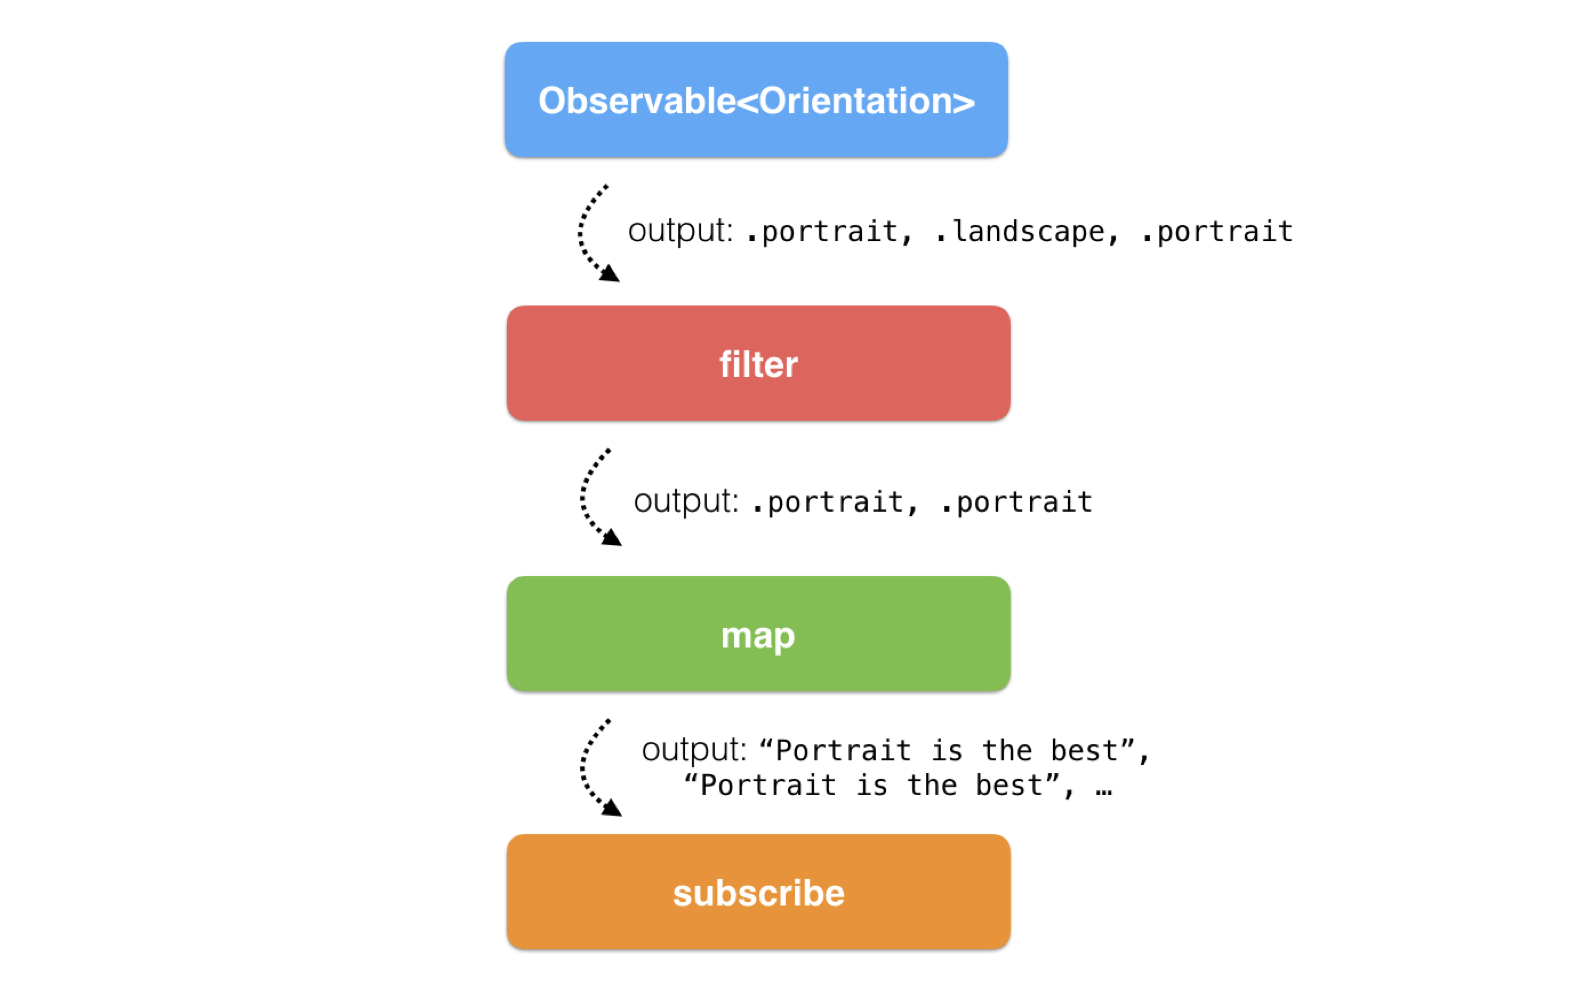 Observable<Orientation>
output: .portrait, .landscape, .portrait
filter
output: .portrait, .portrait
map
output: “Portrait is the best”,
“Portrait is the best”, …
subscribe